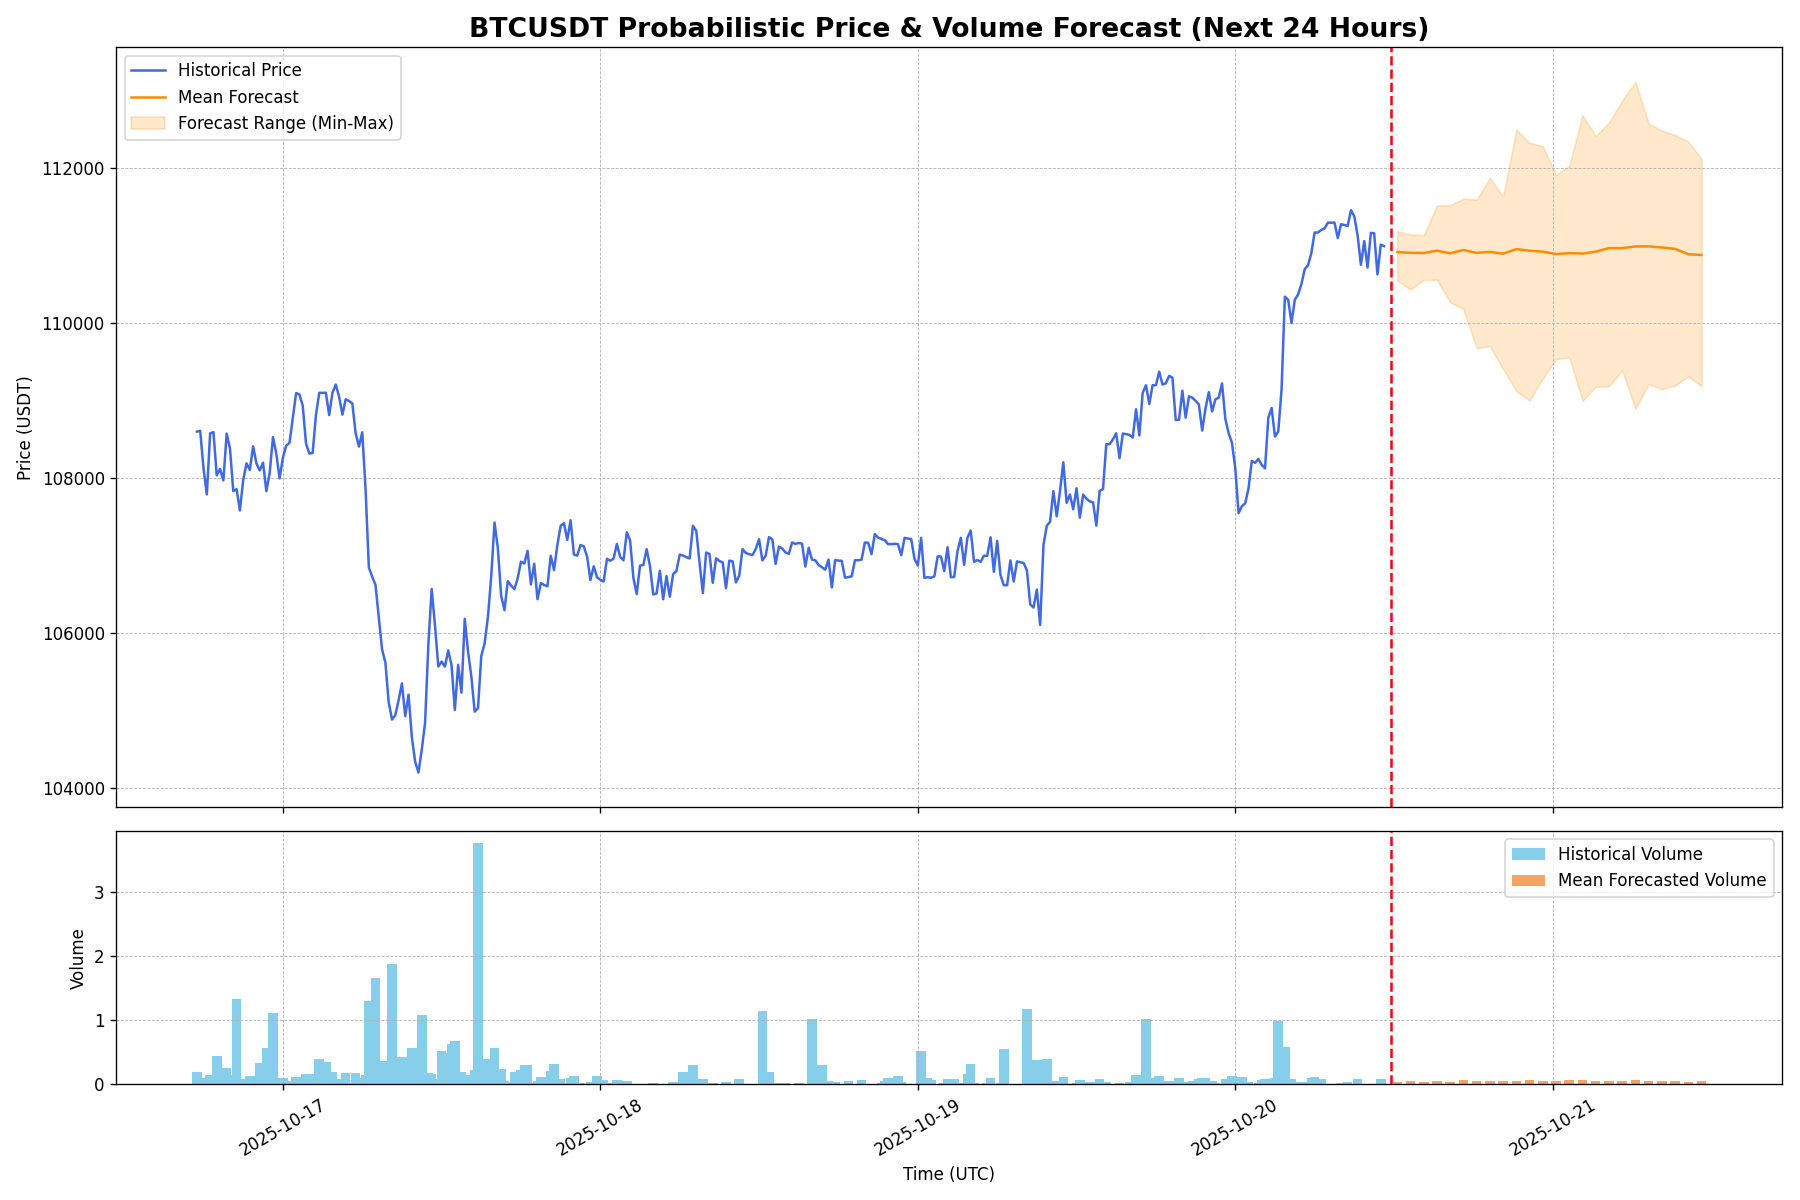 BTCUSDT Probabilistic Price & Volume Forecast (Next 24 Hours)
Historical Price
Mean Forecast
Forecast Range (Min-Max)
112000
110000
108000
106000
104000
Price (USDT)
Historical Volume
Mean Forecasted Volume
3
2
1
0
Volume
2025-10-17
2025-10-18
2025-10-19
2025-10-20
2025-10-21
Time (UTC)